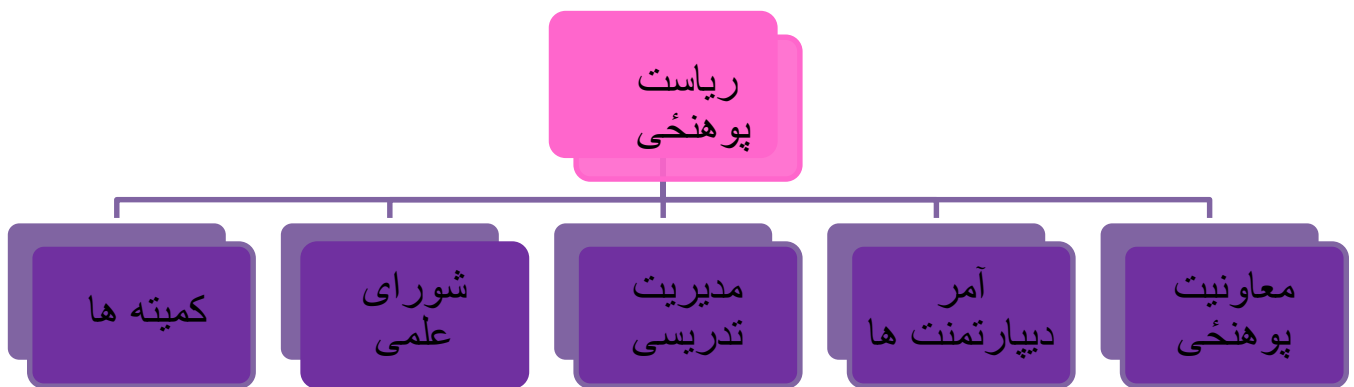 ریاست
پوهنځی
معاونیت
پوهنځی
آمر
دیپارتمنت ها
مدیریت
تدریسی
شورای
علمی
کمیته ها